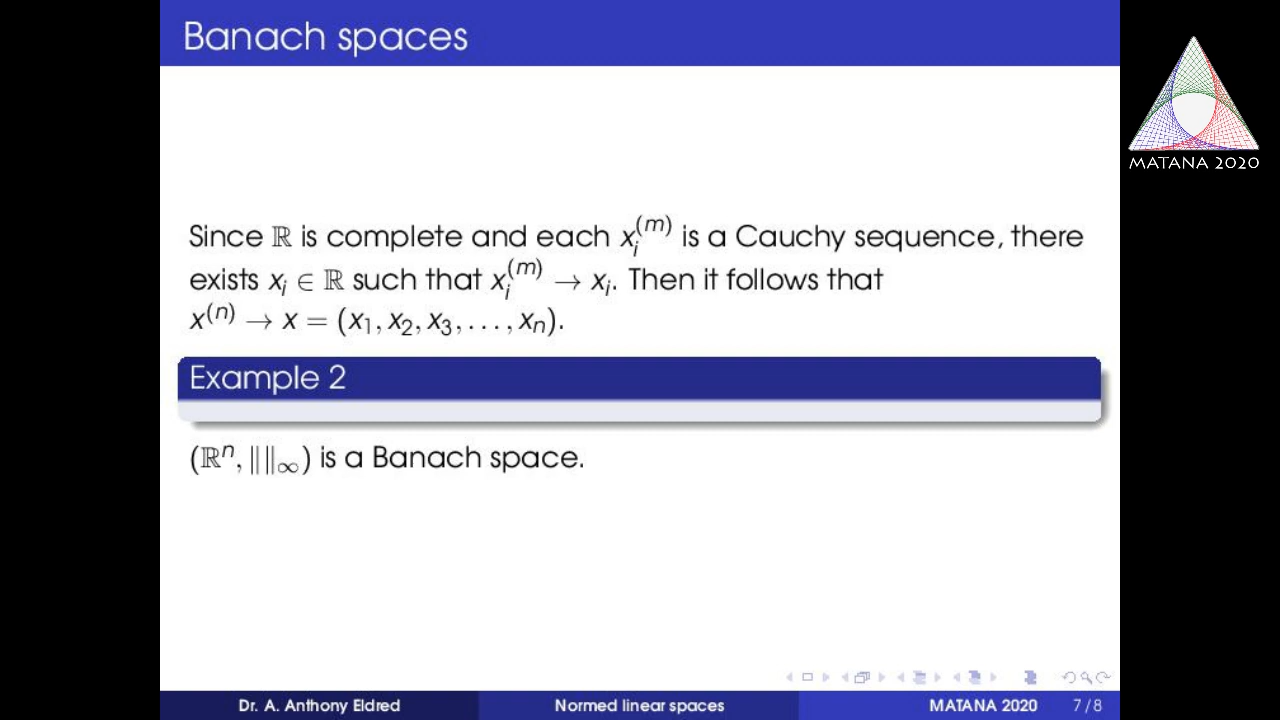 Banach spaces
MATANA 2020
Since ℝ is complete and each x_i^(m) is a Cauchy sequence, there
exists x_i ∈ ℝ such that x_i^(m) → x_i. Then it follows that
x^(n) → x = (x_1, x_2, x_3, . . . , x_n).
Example 2
(ℝ^n, ‖ ‖_∞) is a Banach space.
Dr. A. Anthony Eldred Normed linear spaces MATANA 2020 7 / 8